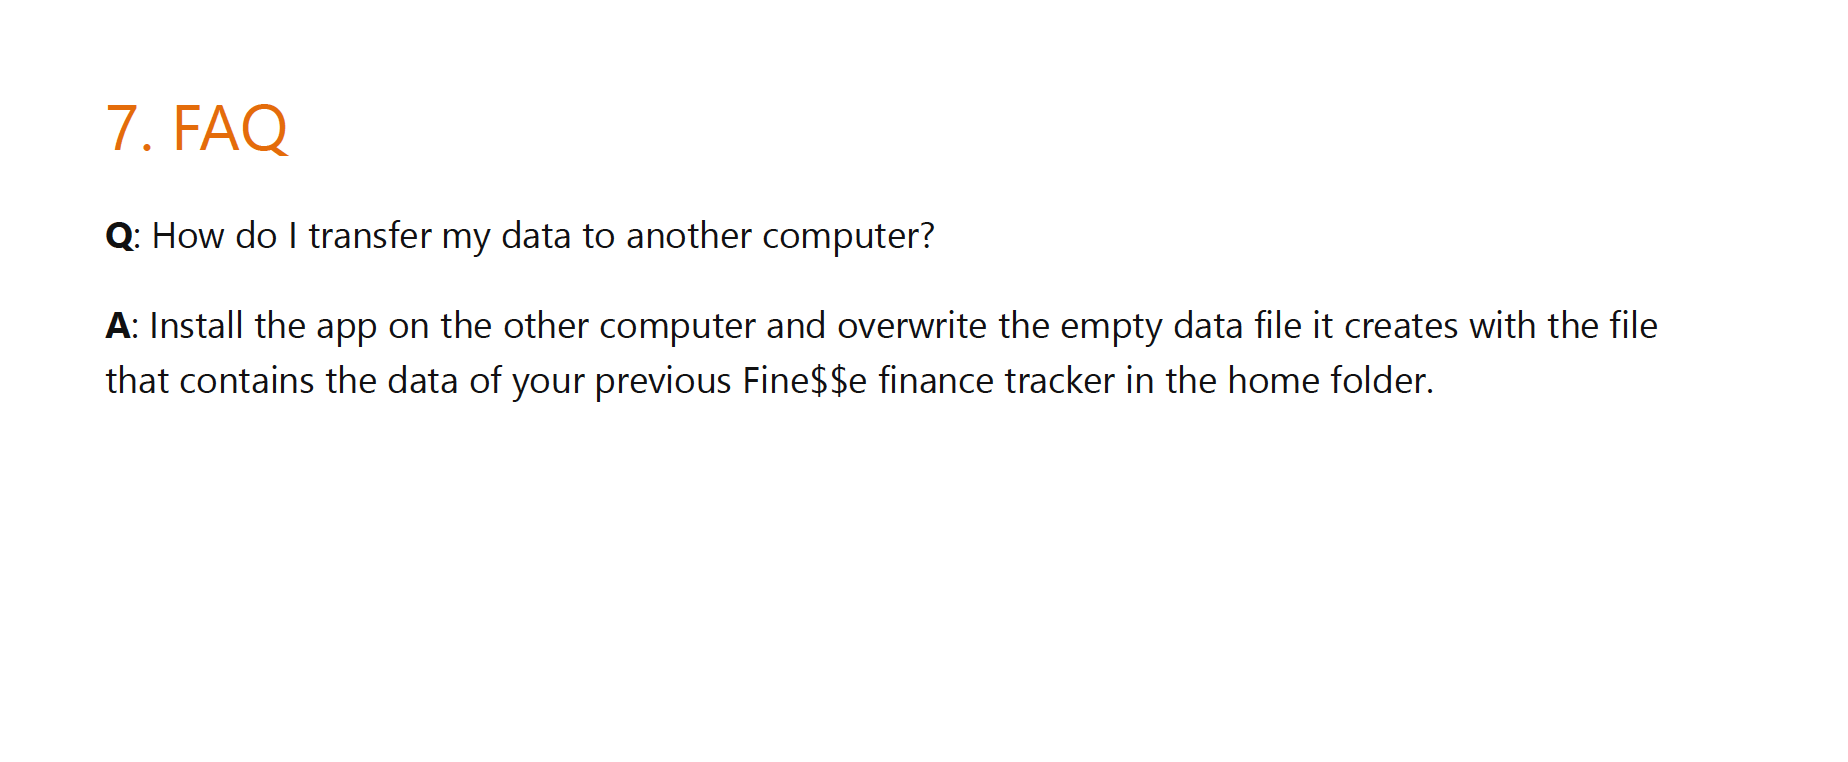 7. FAQ
Q: How do I transfer my data to another computer?
A: Install the app on the other computer and overwrite the empty data file it creates with the file
that contains the data of your previous Fine$$e finance tracker in the home folder.